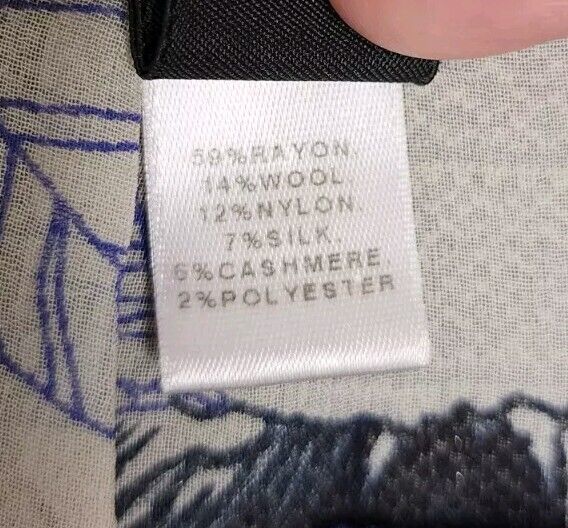 59%RAYON.
14%WOOL
12%NYLON.
7%SILK.
6%CASHMERE.
2%POLYESTER